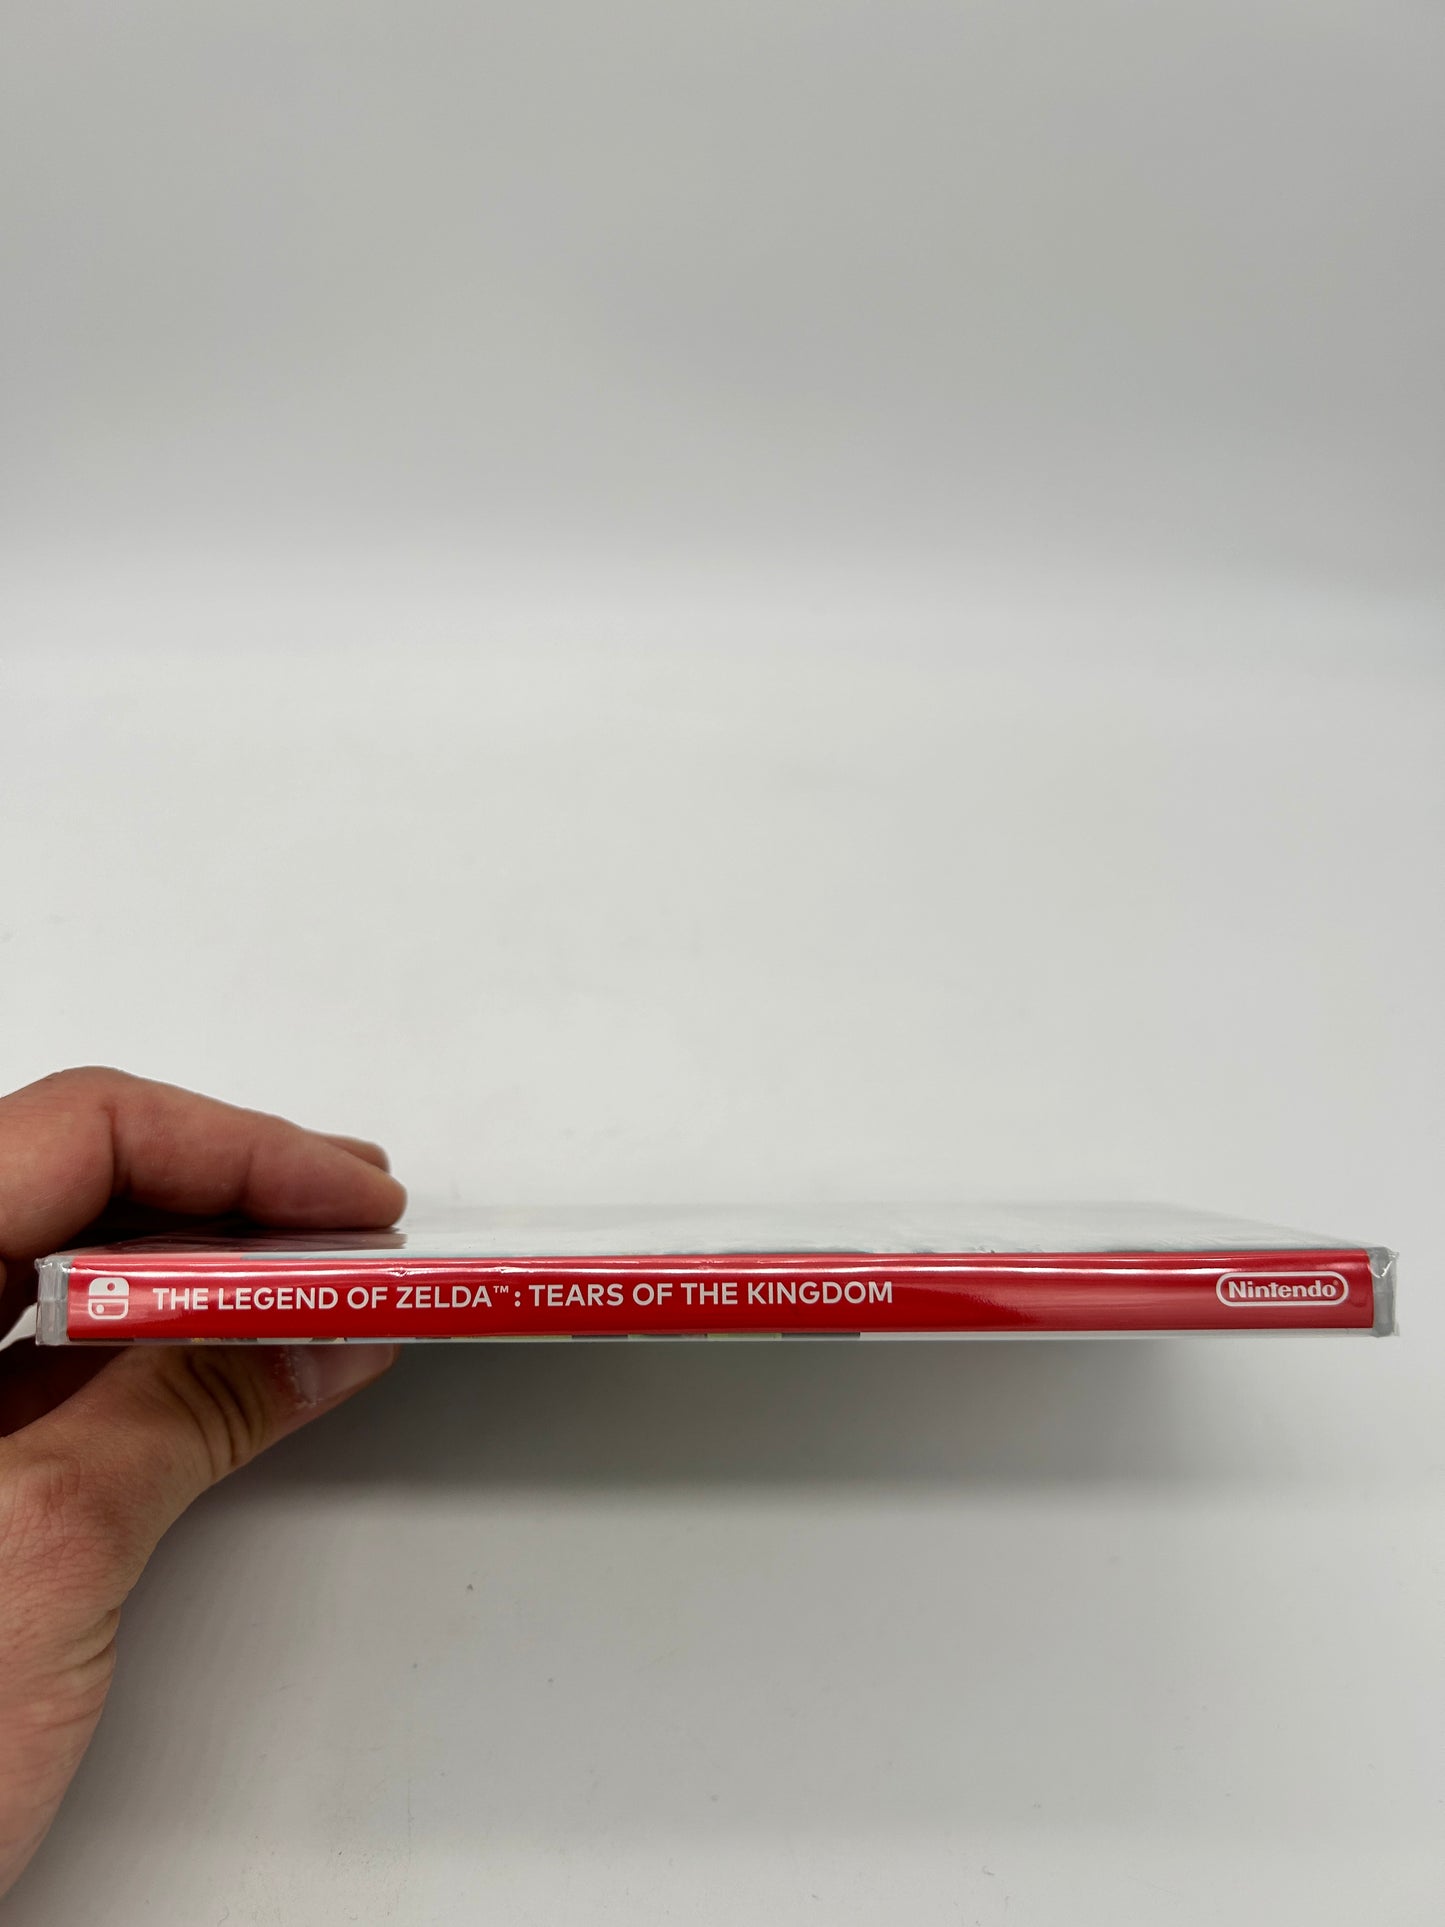 THE LEGEND OF ZELDA™: TEARS OF THE KINGDOM Nintendo®